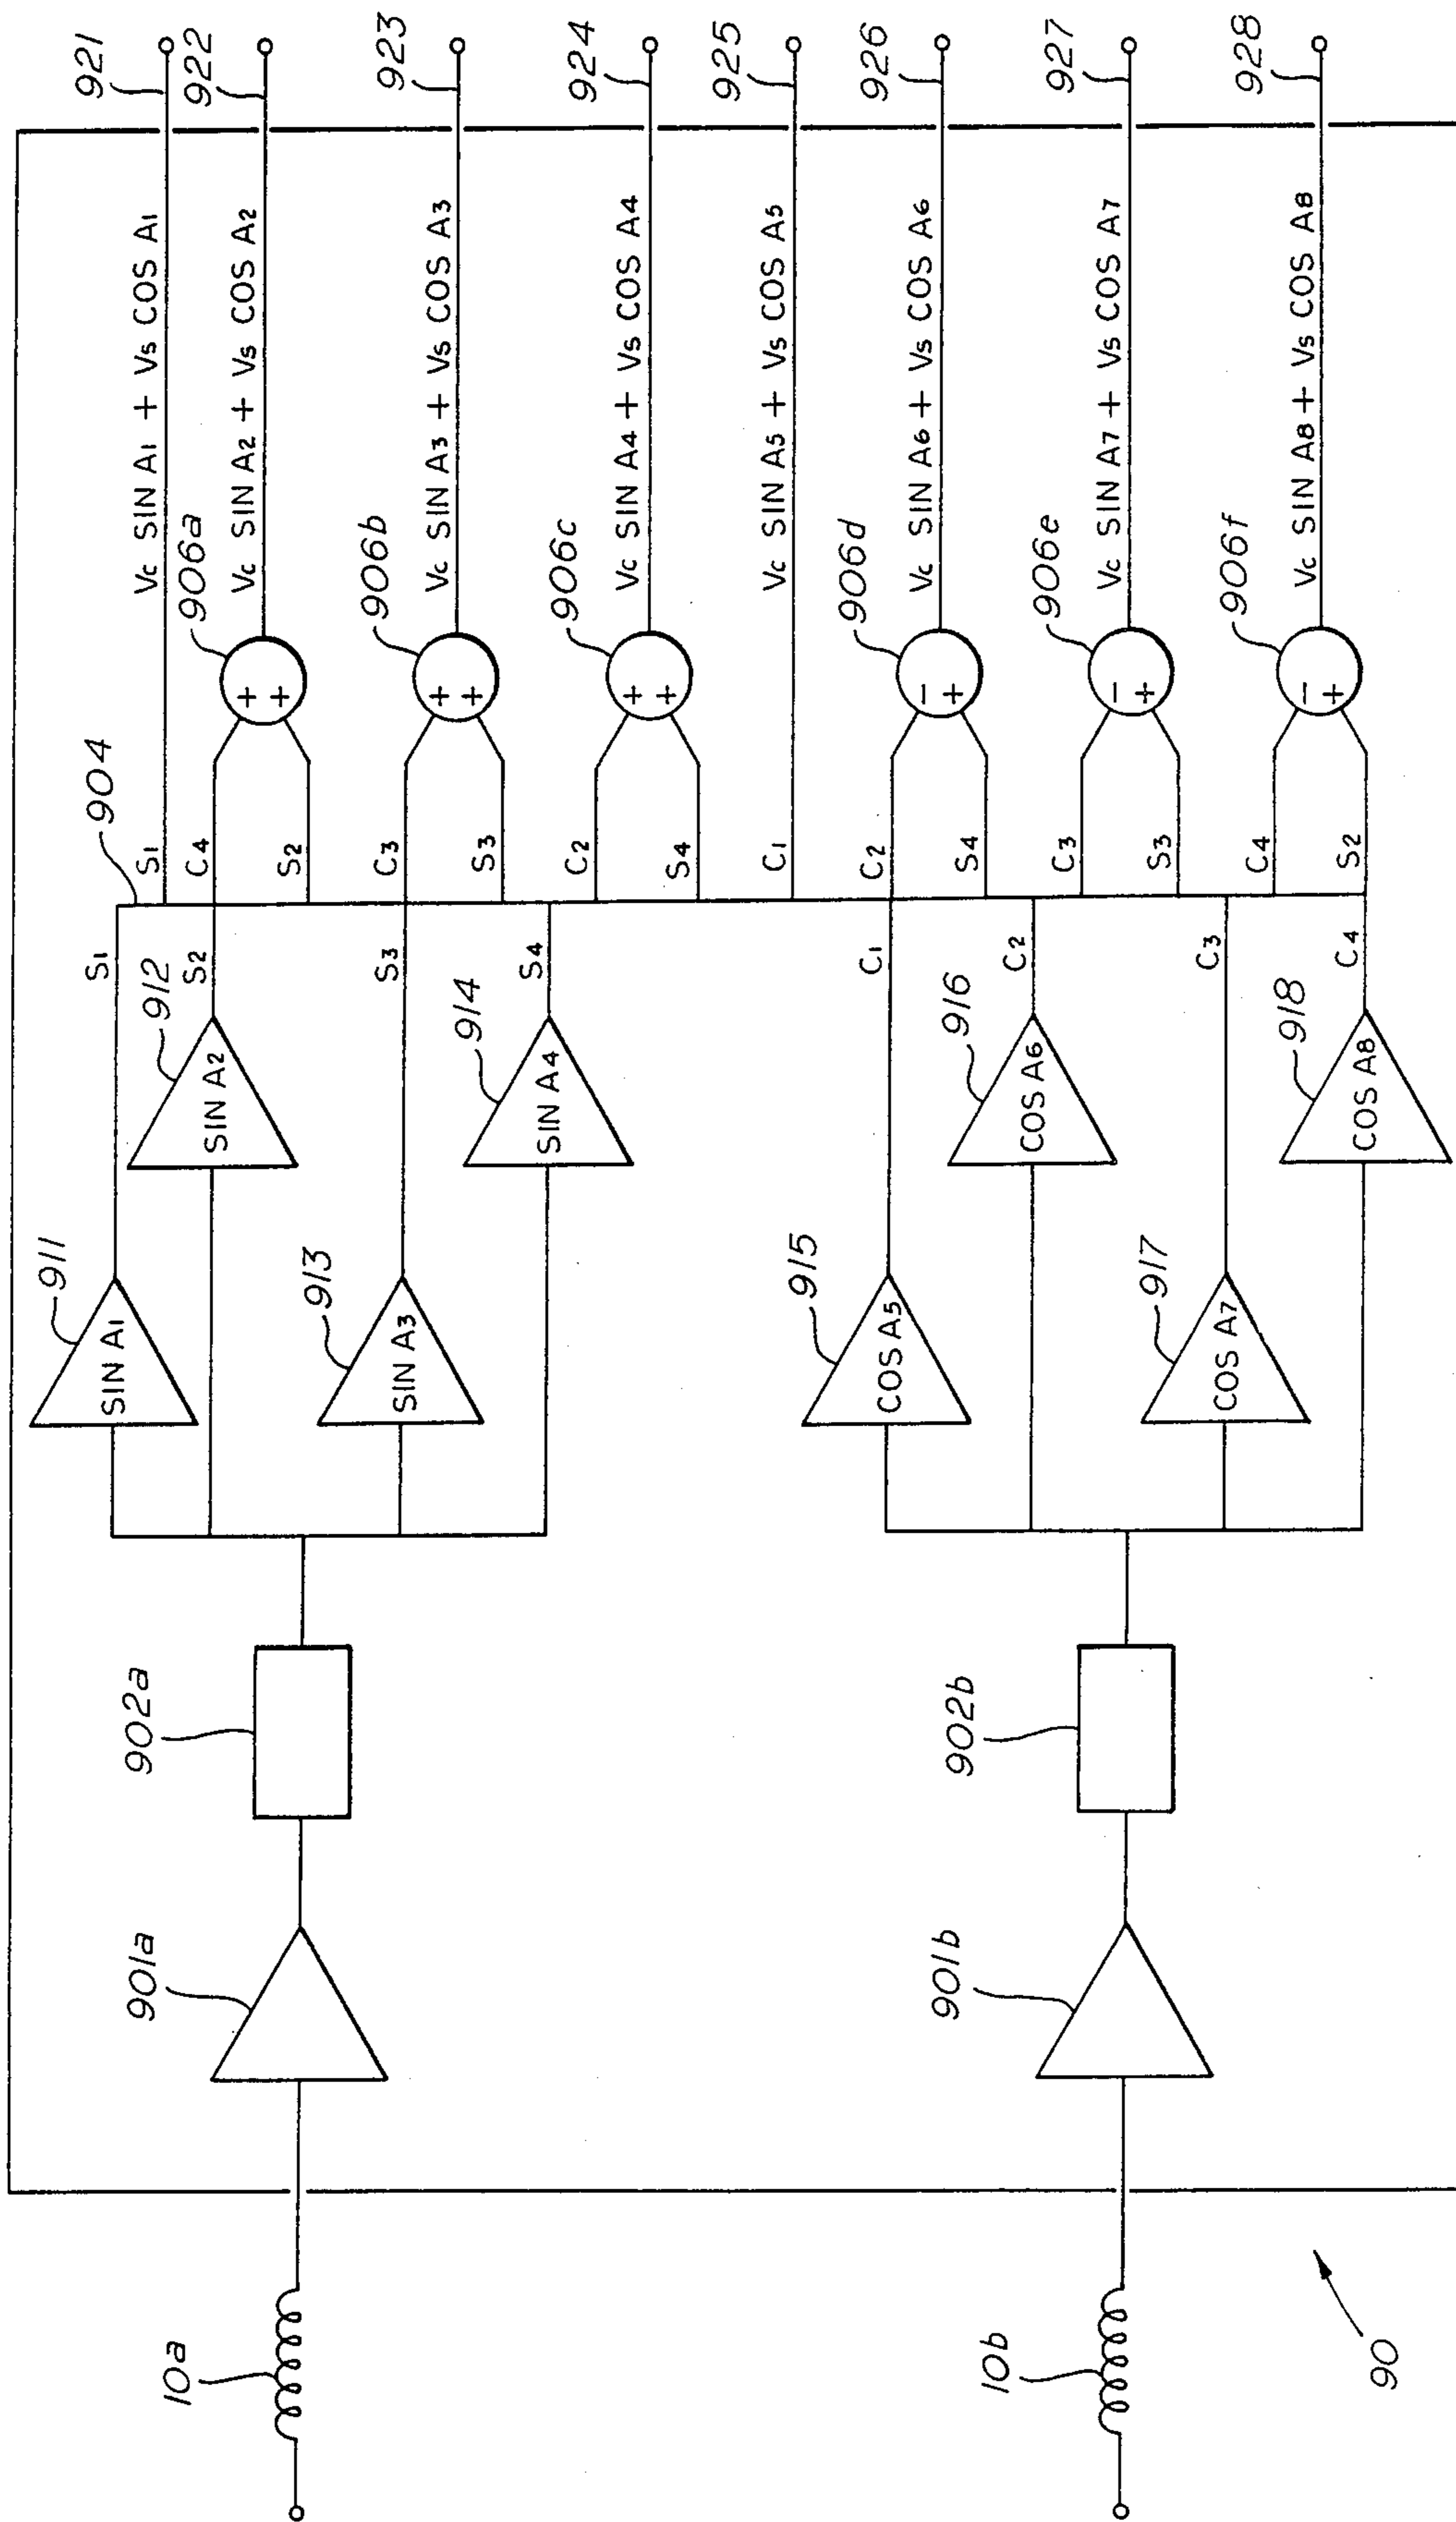 10a
901a
902a
911
SIN A1
912
SIN A2
913
SIN A3
914
SIN A4
S1
S2
S3
S4
10b
901b
902b
915
COS A5
916
COS A6
917
COS A7
918
COS A8
C1
C2
C3
C4
904
S1
Vc SIN A1 + Vs COS A1
921
C4
S2
+
+
906a
Vc SIN A2 + Vs COS A2
922
C3
S3
+
+
906b
Vc SIN A3 + Vs COS A3
923
C2
S4
+
+
906c
Vc SIN A4 + Vs COS A4
924
C1
Vc SIN A5 + Vs COS A5
925
C2
S4
−
+
906d
Vc SIN A6 + Vs COS A6
926
C3
S3
−
+
906e
Vc SIN A7 + Vs COS A7
927
C4
S2
−
+
906f
Vc SIN A8 + Vs COS A8
928
90